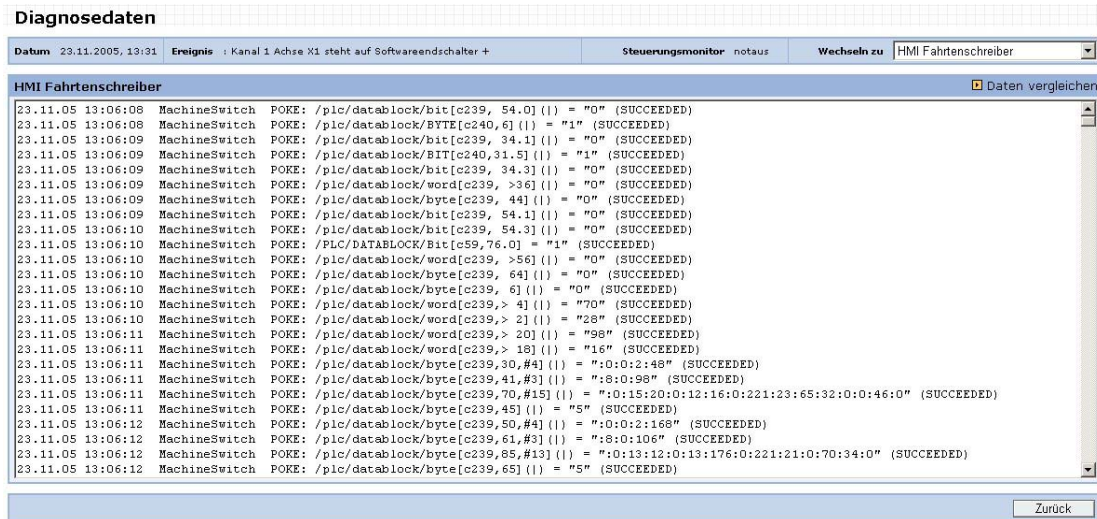 Diagnosedaten
Datum 23.11.2005, 13:31 Ereignis : Kanal 1 Achse X1 steht auf Softwareendschalter + Steuerungsmonitor notaus Wechseln zu HMI Fahrtenschreiber
HMI Fahrtenschreiber Daten vergleichen
23.11.05 13:06:08 MachineSwitch POKE: /plc/datablock/bit[c239, 54.0](|) = "0" (SUCCEEDED)
23.11.05 13:06:08 MachineSwitch POKE: /plc/datablock/BYTE[c240,6](|) = "1" (SUCCEEDED)
23.11.05 13:06:09 MachineSwitch POKE: /plc/datablock/bit[c239, 34.1](|) = "0" (SUCCEEDED)
23.11.05 13:06:09 MachineSwitch POKE: /plc/datablock/BIT[c240,31.5](|) = "1" (SUCCEEDED)
23.11.05 13:06:09 MachineSwitch POKE: /plc/datablock/bit[c239, 34.3](|) = "0" (SUCCEEDED)
23.11.05 13:06:09 MachineSwitch POKE: /plc/datablock/word[c239, >36](|) = "0" (SUCCEEDED)
23.11.05 13:06:09 MachineSwitch POKE: /plc/datablock/byte[c239, 44](|) = "0" (SUCCEEDED)
23.11.05 13:06:09 MachineSwitch POKE: /plc/datablock/bit[c239, 54.1](|) = "0" (SUCCEEDED)
23.11.05 13:06:10 MachineSwitch POKE: /plc/datablock/bit[c239, 54.3](|) = "0" (SUCCEEDED)
23.11.05 13:06:10 MachineSwitch POKE: /PLC/DATABLOCK/Bit[c59,76.0] = "1" (SUCCEEDED)
23.11.05 13:06:10 MachineSwitch POKE: /plc/datablock/word[c239, >56](|) = "0" (SUCCEEDED)
23.11.05 13:06:10 MachineSwitch POKE: /plc/datablock/byte[c239, 64](|) = "0" (SUCCEEDED)
23.11.05 13:06:10 MachineSwitch POKE: /plc/datablock/byte[c239, 6](|) = "0" (SUCCEEDED)
23.11.05 13:06:10 MachineSwitch POKE: /plc/datablock/word[c239,> 4](|) = "70" (SUCCEEDED)
23.11.05 13:06:10 MachineSwitch POKE: /plc/datablock/word[c239,> 2](|) = "28" (SUCCEEDED)
23.11.05 13:06:11 MachineSwitch POKE: /plc/datablock/word[c239,> 20](|) = "98" (SUCCEEDED)
23.11.05 13:06:11 MachineSwitch POKE: /plc/datablock/word[c239,> 18](|) = "16" (SUCCEEDED)
23.11.05 13:06:11 MachineSwitch POKE: /plc/datablock/byte[c239,30,#4](|) = ":0:0:2:48" (SUCCEEDED)
23.11.05 13:06:11 MachineSwitch POKE: /plc/datablock/byte[c239,41,#3](|) = ":8:0:98" (SUCCEEDED)
23.11.05 13:06:11 MachineSwitch POKE: /plc/datablock/byte[c239,70,#15](|) = ":0:15:20:0:12:16:0:221:23:65:32:0:0:46:0" (SUCCEEDED)
23.11.05 13:06:11 MachineSwitch POKE: /plc/datablock/byte[c239,45](|) = "5" (SUCCEEDED)
23.11.05 13:06:12 MachineSwitch POKE: /plc/datablock/byte[c239,50,#4](|) = ":0:0:2:168" (SUCCEEDED)
23.11.05 13:06:12 MachineSwitch POKE: /plc/datablock/byte[c239,61,#3](|) = ":8:0:106" (SUCCEEDED)
23.11.05 13:06:12 MachineSwitch POKE: /plc/datablock/byte[c239,85,#13](|) = ":0:13:12:0:13:176:0:221:21:0:70:34:0" (SUCCEEDED)
23.11.05 13:06:12 MachineSwitch POKE: /plc/datablock/byte[c239,65](|) = "5" (SUCCEEDED)
Zurück